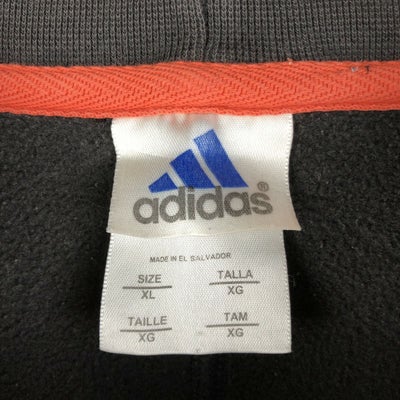 adidas®
MADE IN EL SALVADOR
SIZE TALLA
XL XG
TAILLE TAM
XG XG